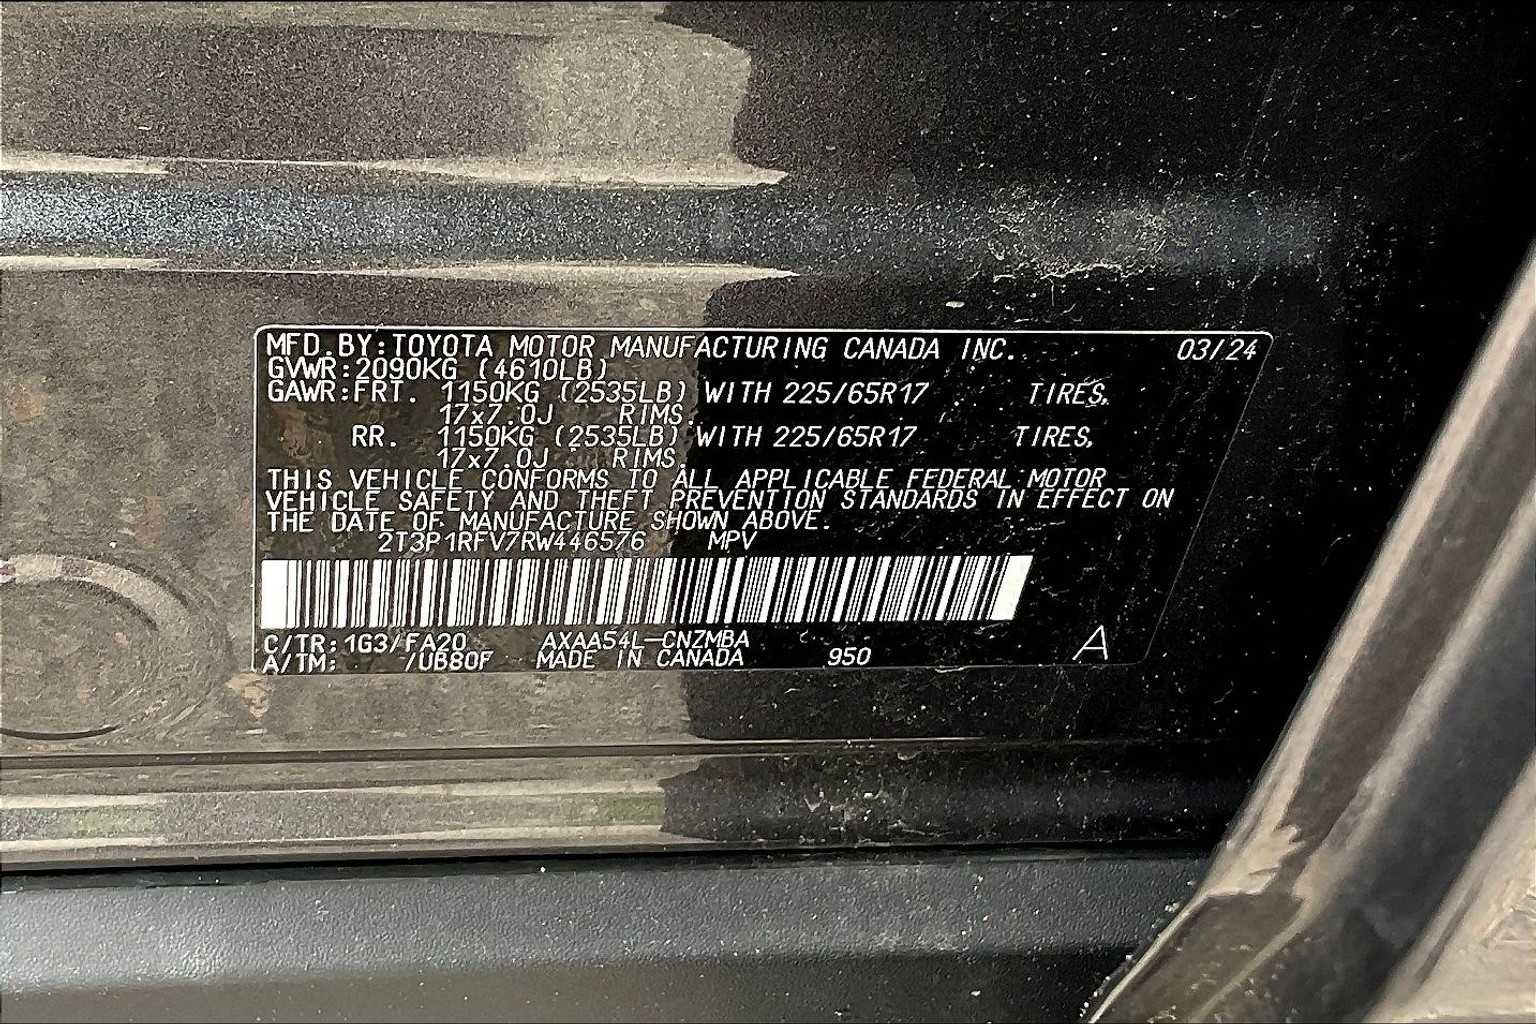 MFD. BY: TOYOTA MOTOR MANUFACTURING CANADA INC. 03/24
GVWR: 2090KG (4610LB)
GAWR: FRT. 1150KG (2535LB) WITH 225/65R17 TIRES,
17x7.0J RIMS.
RR. 1150KG (2535LB) WITH 225/65R17 TIRES,
17x7.0J RIMS.
THIS VEHICLE CONFORMS TO ALL APPLICABLE FEDERAL MOTOR
VEHICLE SAFETY AND THEFT PREVENTION STANDARDS IN EFFECT ON
THE DATE OF MANUFACTURE SHOWN ABOVE.
2T3P1RFV7RW446576 MPV
C/TR: 1G3/FA20 AXAA54L-CNZMBA
A/TM: /UB80F MADE IN CANADA 950 A